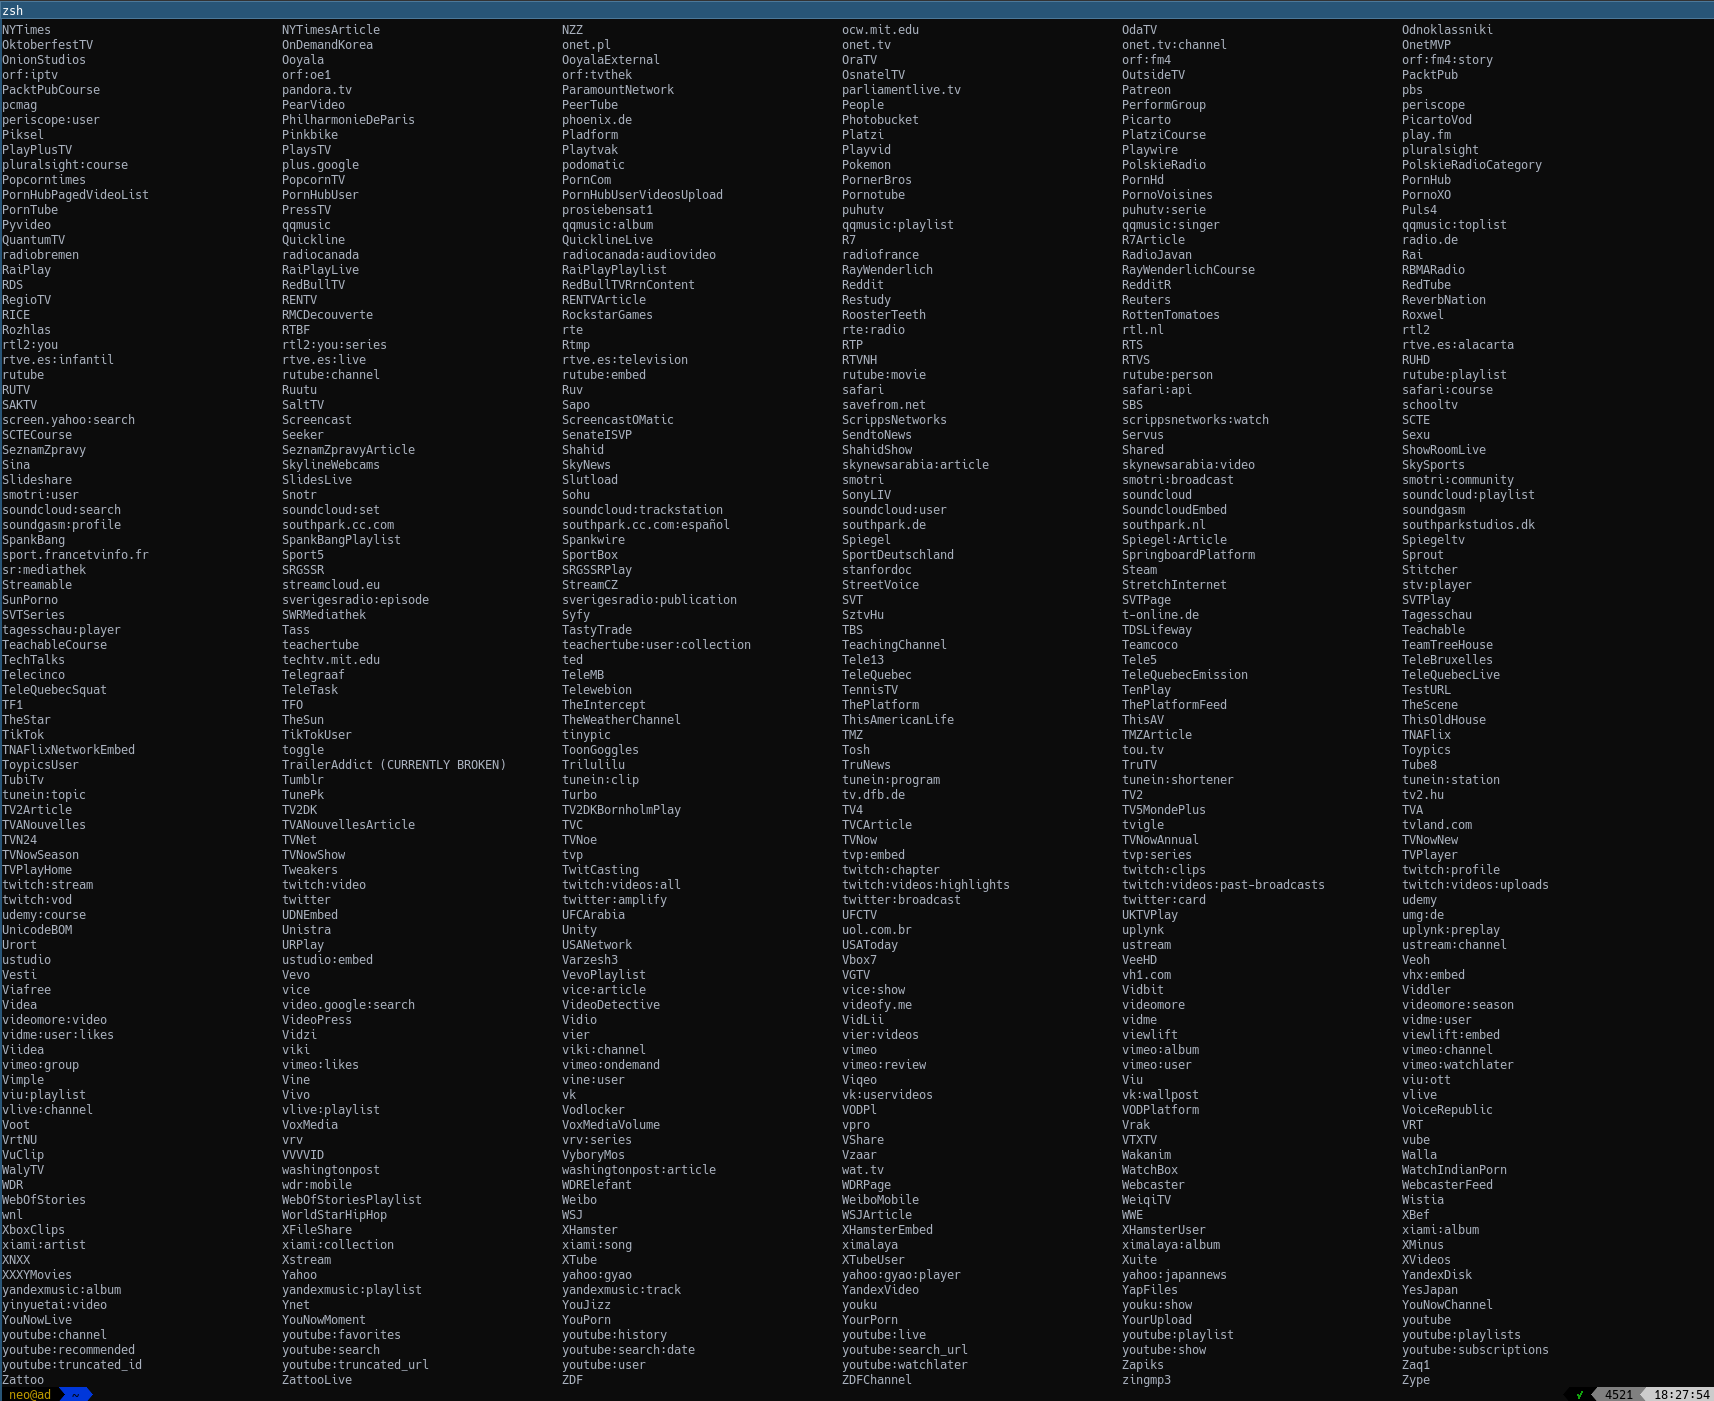 zsh
NYTimes NYTimesArticle NZZ ocw.mit.edu OdaTV Odnoklassniki
OktoberfestTV OnDemandKorea onet.pl onet.tv onet.tv:channel OnetMVP
OnionStudios Ooyala OoyalaExternal OraTV orf:fm4 orf:fm4:story
orf:iptv orf:oe1 orf:tvthek OsnatelTV OutsideTV PacktPub
PacktPubCourse pandora.tv ParamountNetwork parliamentlive.tv Patreon pbs
pcmag PearVideo PeerTube People PerformGroup periscope
periscope:user PhilharmonieDeParis phoenix.de Photobucket Picarto PicartoVod
Piksel Pinkbike Pladform Platzi PlatziCourse play.fm
PlayPlusTV PlaysTV Playtvak Playvid Playwire pluralsight
pluralsight:course plus.google podomatic Pokemon PolskieRadio PolskieRadioCategory
Popcorntimes PopcornTV PornCom PornerBros PornHd PornHub
PornHubPagedVideoList PornHubUser PornHubUserVideosUpload Pornotube PornoVoisines PornoXO
PornTube PressTV prosiebensat1 puhutv puhutv:serie Puls4
Pyvideo qqmusic qqmusic:album qqmusic:playlist qqmusic:singer qqmusic:toplist
QuantumTV Quickline QuicklineLive R7 R7Article radio.de
radiobremen radiocanada radiocanada:audiovideo radiofrance RadioJavan Rai
RaiPlay RaiPlayLive RaiPlayPlaylist RayWenderlich RayWenderlichCourse RBMARadio
RDS RedBullTV RedBullTVRrnContent Reddit RedditR RedTube
RegioTV RENTV RENTVArticle Restudy Reuters ReverbNation
RICE RMCDecouverte RockstarGames RoosterTeeth RottenTomatoes Roxwel
Rozhlas RTBF rte rte:radio rtl.nl rtl2
rtl2:you rtl2:you:series Rtmp RTP RTS rtve.es:alacarta
rtve.es:infantil rtve.es:live rtve.es:television RTVNH RTVS RUHD
rutube rutube:channel rutube:embed rutube:movie rutube:person rutube:playlist
RUTV Ruutu Ruv safari safari:api safari:course
SAKTV SaltTV Sapo savefrom.net SBS schooltv
screen.yahoo:search Screencast ScreencastOMatic ScrippsNetworks scrippsnetworks:watch SCTE
SCTECourse Seeker SenateISVP SendtoNews Servus Sexu
SeznamZpravy SeznamZpravyArticle Shahid ShahidShow Shared ShowRoomLive
Sina SkylineWebcams SkyNews skynewsarabia:article skynewsarabia:video SkySports
Slideshare SlidesLive Slutload smotri smotri:broadcast smotri:community
smotri:user Snotr Sohu SonyLIV soundcloud soundcloud:playlist
soundcloud:search soundcloud:set soundcloud:trackstation soundcloud:user SoundcloudEmbed soundgasm
soundgasm:profile southpark.cc.com southpark.cc.com:español southpark.de southpark.nl southparkstudios.dk
SpankBang SpankBangPlaylist Spankwire Spiegel Spiegel:Article Spiegeltv
sport.francetvinfo.fr Sport5 SportBox SportDeutschland SpringboardPlatform Sprout
sr:mediathek SRGSSR SRGSSRPlay stanfordoc Steam Stitcher
Streamable streamcloud.eu StreamCZ StreetVoice StretchInternet stv:player
SunPorno sverigesradio:episode sverigesradio:publication SVT SVTPage SVTPlay
SVTSeries SWRMediathek Syfy SztvHu t-online.de Tagesschau
tagesschau:player Tass TastyTrade TBS TDSLifeway Teachable
TeachableCourse teachertube teachertube:user:collection TeachingChannel Teamcoco TeamTreeHouse
TechTalks techtv.mit.edu ted Tele13 Tele5 TeleBruxelles
Telecinco Telegraaf TeleMB TeleQuebec TeleQuebecEmission TeleQuebecLive
TeleQuebecSquat TeleTask Telewebion TennisTV TenPlay TestURL
TF1 TFO TheIntercept ThePlatform ThePlatformFeed TheScene
TheStar TheSun TheWeatherChannel ThisAmericanLife ThisAV ThisOldHouse
TikTok TikTokUser tinypic TMZ TMZArticle TNAFlix
TNAFlixNetworkEmbed toggle ToonGoggles Tosh tou.tv Toypics
ToypicsUser TrailerAddict (CURRENTLY BROKEN) Trilulilu TruNews TruTV Tube8
TubiTv Tumblr tunein:clip tunein:program tunein:shortener tunein:station
tunein:topic TunePk Turbo tv.dfb.de TV2 tv2.hu
TV2Article TV2DK TV2DKBornholmPlay TV4 TV5MondePlus TVA
TVANouvelles TVANouvellesArticle TVC TVCArticle tvigle tvland.com
TVN24 TVNet TVNoe TVNow TVNowAnnual TVNowNew
TVNowSeason TVNowShow tvp tvp:embed tvp:series TVPlayer
TVPlayHome Tweakers TwitCasting twitch:chapter twitch:clips twitch:profile
twitch:stream twitch:video twitch:videos:all twitch:videos:highlights twitch:videos:past-broadcasts twitch:videos:uploads
twitch:vod twitter twitter:amplify twitter:broadcast twitter:card udemy
udemy:course UDNEmbed UFCArabia UFCTV UKTVPlay umg:de
UnicodeBOM Unistra Unity uol.com.br uplynk uplynk:preplay
Urort URPlay USANetwork USAToday ustream ustream:channel
ustudio ustudio:embed Varzesh3 Vbox7 VeeHD Veoh
Vesti Vevo VevoPlaylist VGTV vh1.com vhx:embed
Viafree vice vice:article vice:show Vidbit Viddler
Videa video.google:search VideoDetective videofy.me videomore videomore:season
videomore:video VideoPress Vidio VidLii vidme vidme:user
vidme:user:likes Vidzi vier vier:videos viewlift viewlift:embed
Viidea viki viki:channel vimeo vimeo:album vimeo:channel
vimeo:group vimeo:likes vimeo:ondemand vimeo:review vimeo:user vimeo:watchlater
Vimple Vine vine:user Viqeo Viu viu:ott
viu:playlist Vivo vk vk:uservideos vk:wallpost vlive
vlive:channel vlive:playlist Vodlocker VODPl VODPlatform VoiceRepublic
Voot VoxMedia VoxMediaVolume vpro Vrak VRT
VrtNU vrv vrv:series VShare VTXTV vube
VuClip VVVVID VyboryMos Vzaar Wakanim Walla
WalyTV washingtonpost washingtonpost:article wat.tv WatchBox WatchIndianPorn
WDR wdr:mobile WDRElefant WDRPage Webcaster WebcasterFeed
WebOfStories WebOfStoriesPlaylist Weibo WeiboMobile WeiqiTV Wistia
wnl WorldStarHipHop WSJ WSJArticle WWE XBef
XboxClips XFileShare XHamster XHamsterEmbed XHamsterUser xiami:album
xiami:artist xiami:collection xiami:song ximalaya ximalaya:album XMinus
XNXX Xstream XTube XTubeUser Xuite XVideos
XXXYMovies Yahoo yahoo:gyao yahoo:gyao:player yahoo:japannews YandexDisk
yandexmusic:album yandexmusic:playlist yandexmusic:track YandexVideo YapFiles YesJapan
yinyuetai:video Ynet YouJizz youku youku:show YouNowChannel
YouNowLive YouNowMoment YouPorn YourPorn YourUpload youtube
youtube:channel youtube:favorites youtube:history youtube:live youtube:playlist youtube:playlists
youtube:recommended youtube:search youtube:search:date youtube:search_url youtube:show youtube:subscriptions
youtube:truncated_id youtube:truncated_url youtube:user youtube:watchlater Zapiks Zaq1
Zattoo ZattooLive ZDF ZDFChannel zingmp3 Zype
neo@ad ~ √ 4521 18:27:54